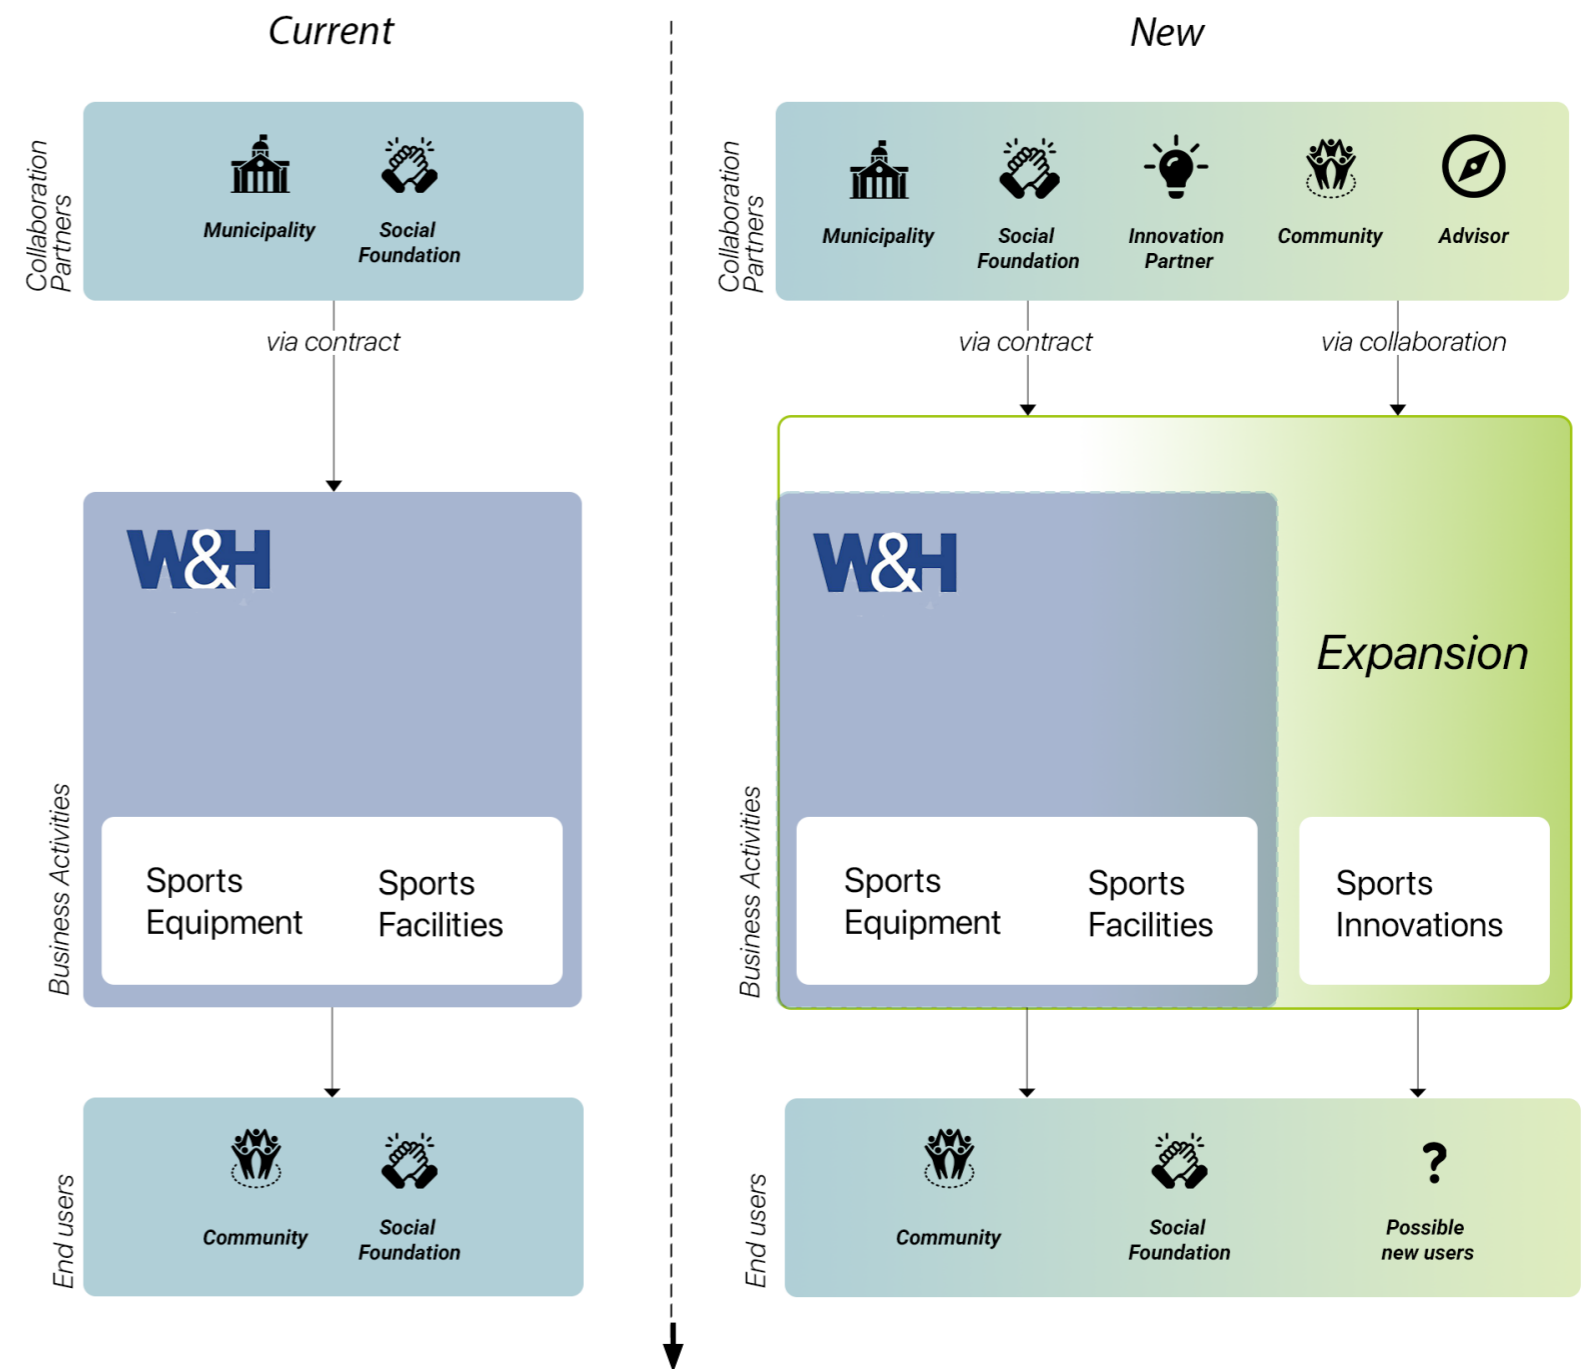 Current
New
Collaboration
Partners
Municipality
Social
Foundation
Collaboration
Partners
Municipality
Social
Foundation
Innovation
Partner
Community
Advisor
via contract
via contract
via collaboration
Business Activities
W&H
Sports
Equipment
Sports
Facilities
Business Activities
W&H
Expansion
Sports
Equipment
Sports
Facilities
Sports
Innovations
End users
Community
Social
Foundation
End users
Community
Social
Foundation
?
Possible
new users